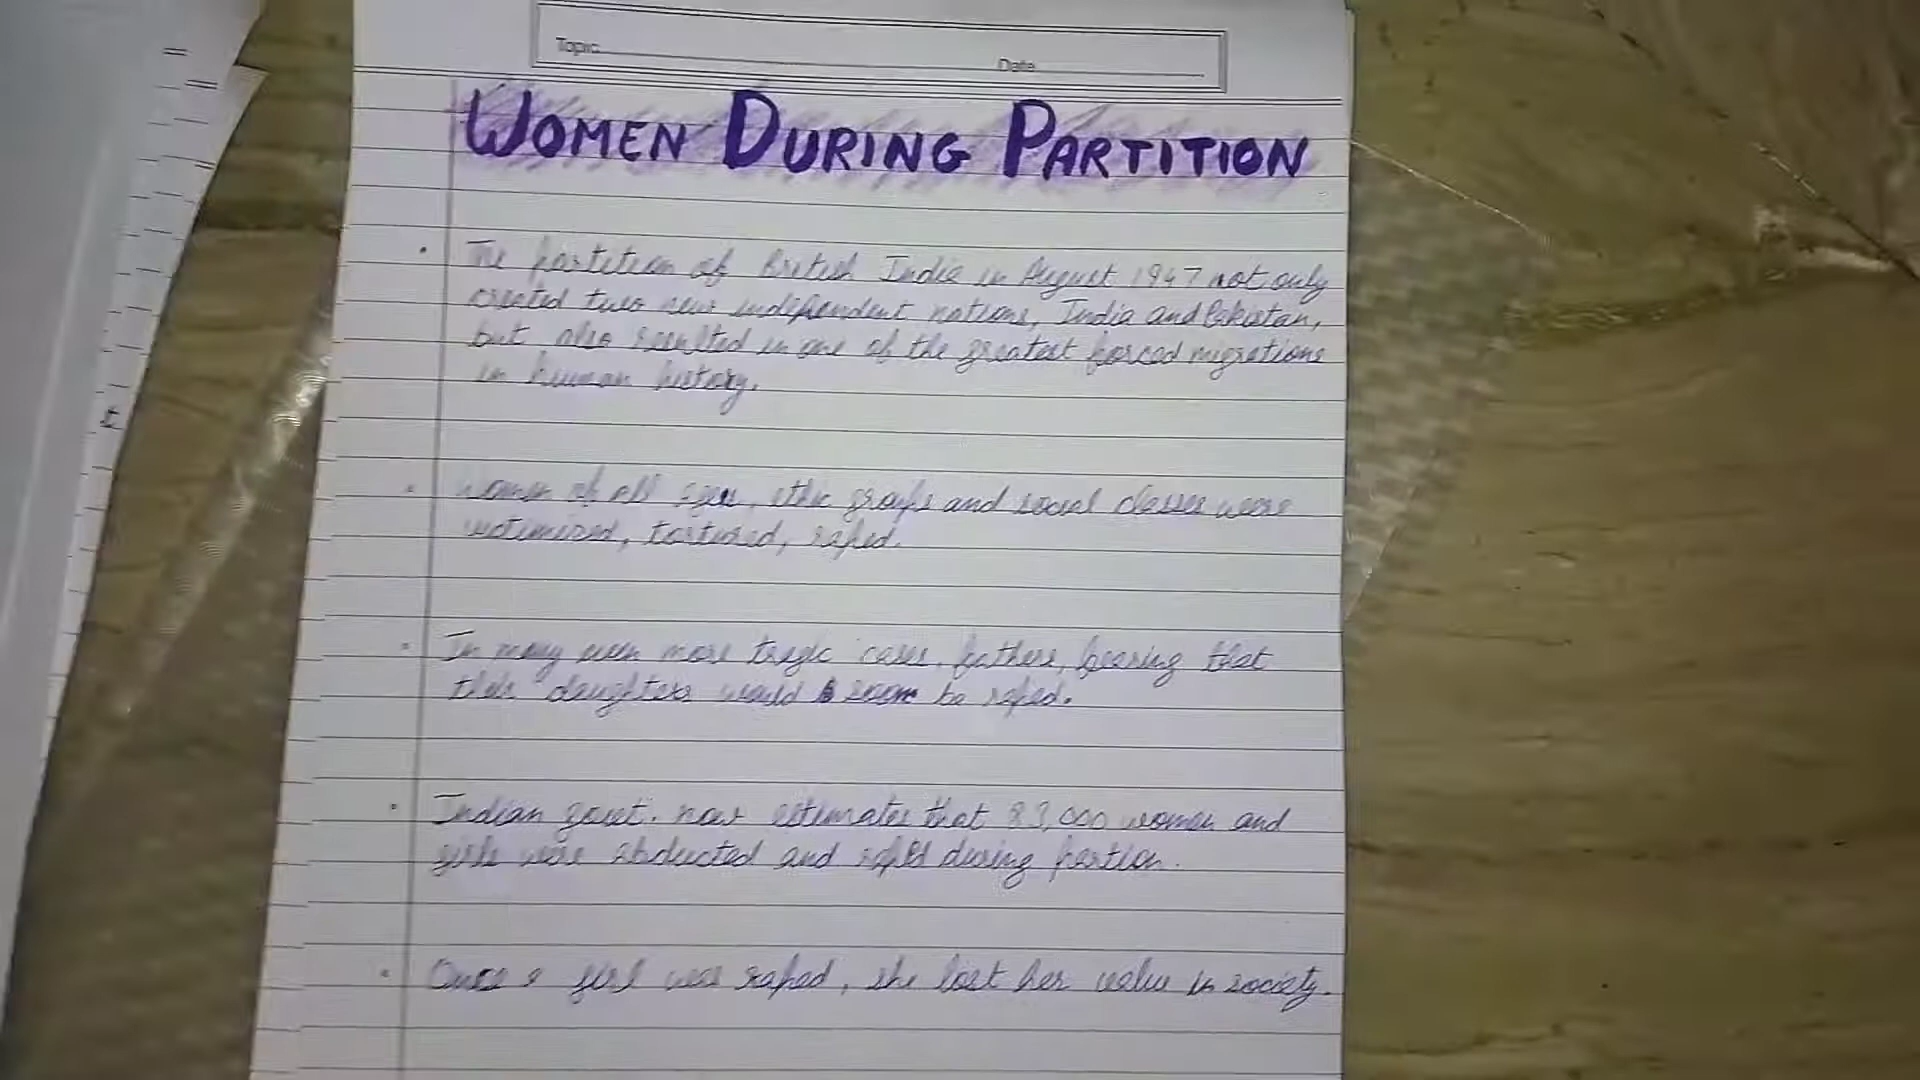 Topic
Date
WOMEN DURING PARTITION
The partition of British India in August 1947 not only
created two new independent nations, India and Pakistan,
but also resulted in one of the greatest forced migrations
in human history.
Women of all ages, ethic groups and social classes were
victimized, tortured, raped.
In many even more tragic cases, fathers, fearing that
their daughters would soon be raped.
Indian govt. now estimates that 83,000 women and
girls were abducted and raped during partion.
Once a girl was raped, she lost her value in society.